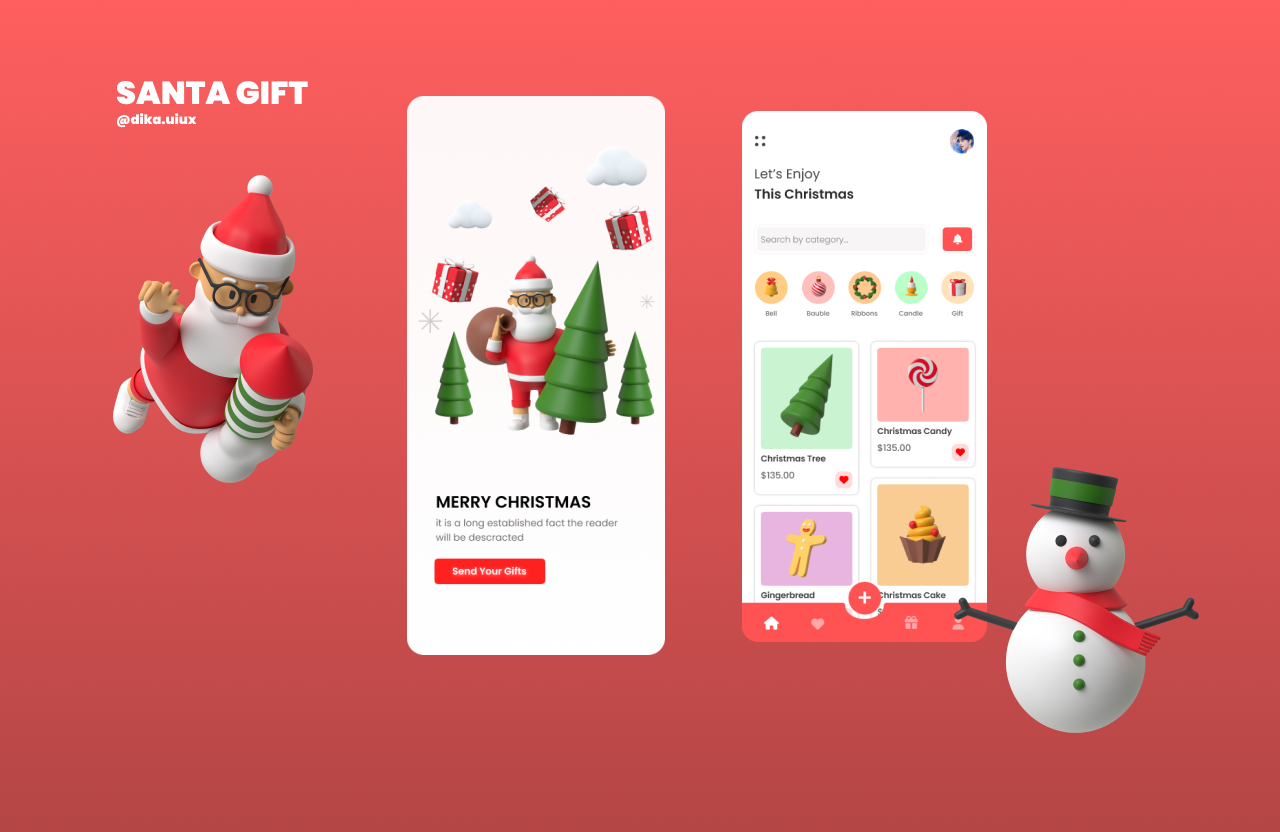 SANTA GIFT
@dika.uiux
MERRY CHRISTMAS
it is a long established fact the reader
will be descracted
Send Your Gifts
Let's Enjoy
This Christmas
Search by category..
Bell
Bauble
Ribbons
Candle
Gift
Christmas Tree
$135.00
Christmas Candy
$135.00
Gingerbread
Christmas Cake